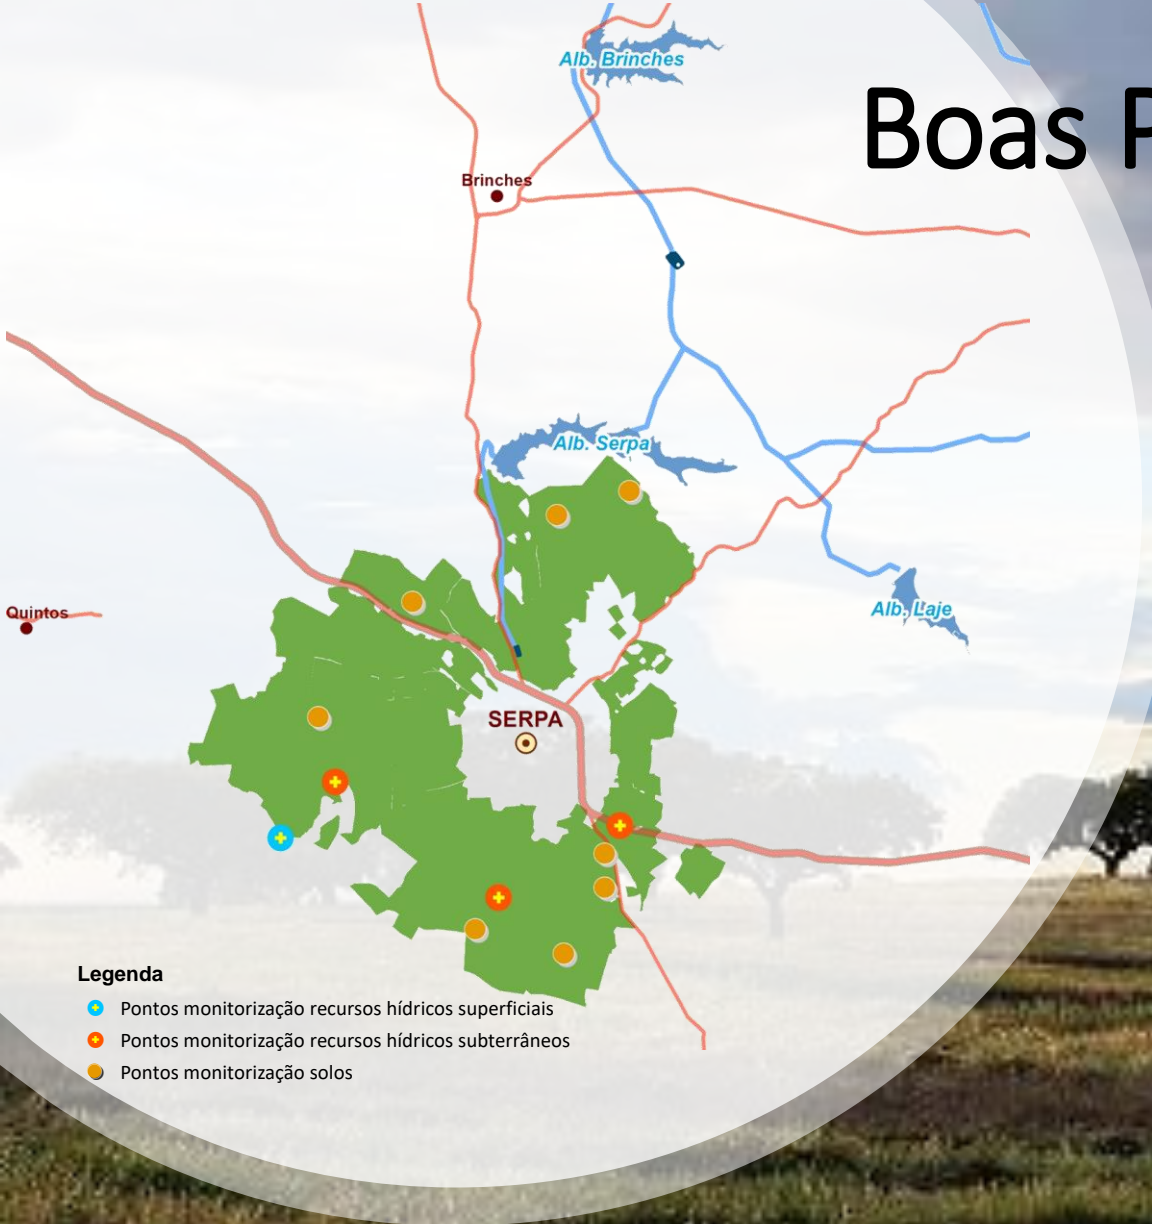 Alb. Brinches
Boas P
Brinches
Alb. Serpa
Quintos
Alb. Laje
SERPA
Legenda
Pontos monitorização recursos hídricos superficiais
Pontos monitorização recursos hídricos subterrâneos
Pontos monitorização solos